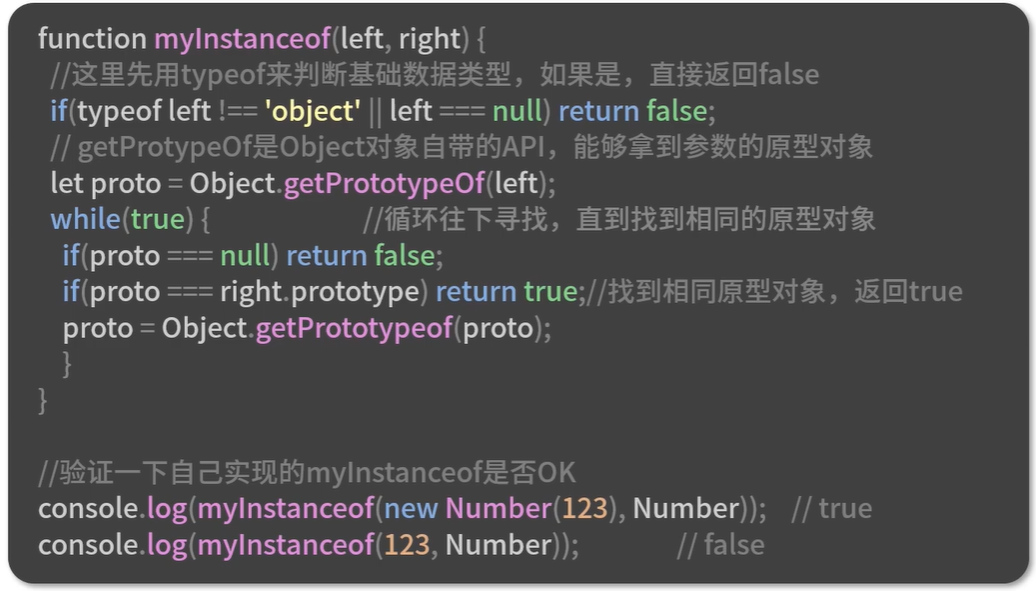 function myInstanceof(left, right) {
//这里先用typeof来判断基础数据类型，如果是，直接返回false
if(typeof left !== 'object' || left === null) return false;
// getProtypeOf是Object对象自带的API，能够拿到参数的原型对象
let proto = Object.getPrototypeOf(left);
while(true) { //循环往下寻找，直到找到相同的原型对象
if(proto === null) return false;
if(proto === right.prototype) return true;//找到相同原型对象，返回true
proto = Object.getPrototypeof(proto);
}
}
//验证一下自己实现的myInstanceof是否OK
console.log(myInstanceof(new Number(123), Number)); // true
console.log(myInstanceof(123, Number)); // false